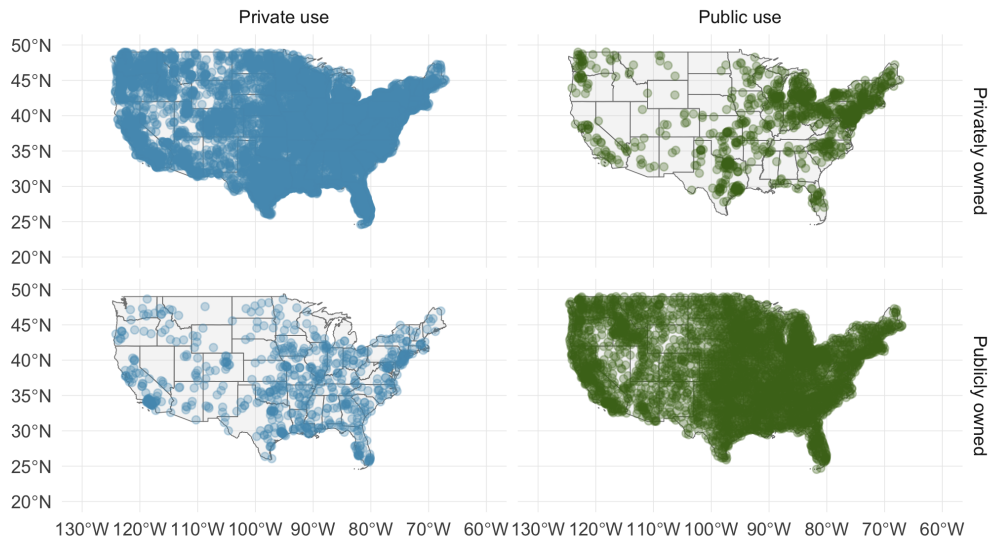 Private use Public use
50°N
45°N
40°N
35°N
30°N
25°N
20°N
Privately owned
50°N
45°N
40°N
35°N
30°N
25°N
20°N
Publicly owned
130°W 120°W 110°W 100°W 90°W 80°W 70°W 60°W 130°W 120°W 110°W 100°W 90°W 80°W 70°W 60°W